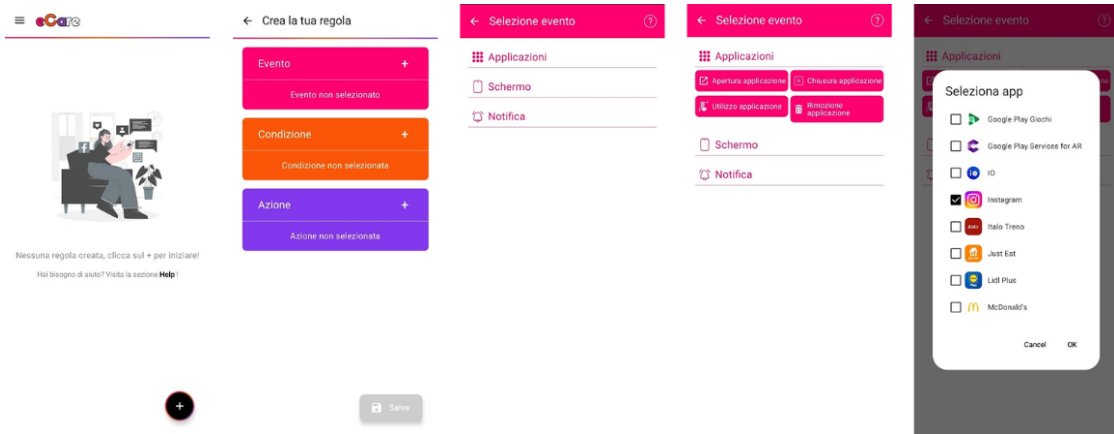 eCare
Nessuna regola creata, clicca sul + per iniziare!
Hai bisogno di aiuto? Visita la sezione Help !
+
Crea la tua regola
Evento +
Evento non selezionato
Condizione +
Condizione non selezionata
Azione +
Azione non selezionata
Salva
Selezione evento ?
Applicazioni
Schermo
Notifica
Selezione evento ?
Applicazioni
Apertura applicazione
Chiusura applicazione
Utilizzo applicazione
Rimozione
applicazione
Schermo
Notifica
Selezione evento ?
Applicazioni
Seleziona app
Google Play Giochi
Google Play Services for AR
IO
Instagram
Italo Treno
Just Eat
Lidl Plus
McDonald's
Cancel OK